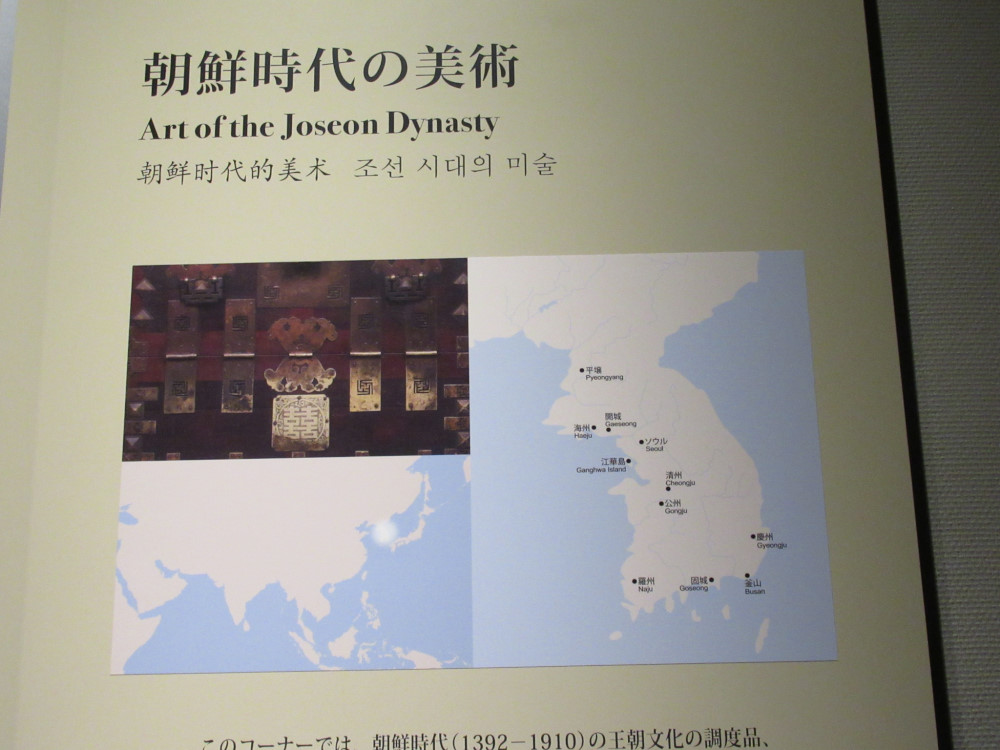 朝鮮時代の美術
Art of the Joseon Dynasty
朝鲜时代的美术 조선 시대의 미술
囍
平壌
Pyeongyang
開城
Gaeseong
海州
Haeju
ソウル
Seoul
江華島
Ganghwa Island
清州
Cheongju
公州
Gongju
慶州
Gyeongju
羅州
Naju
固城
Goseong
釜山
Busan
このコーナーでは、朝鮮時代(1392－1910)の王朝文化の調度品、